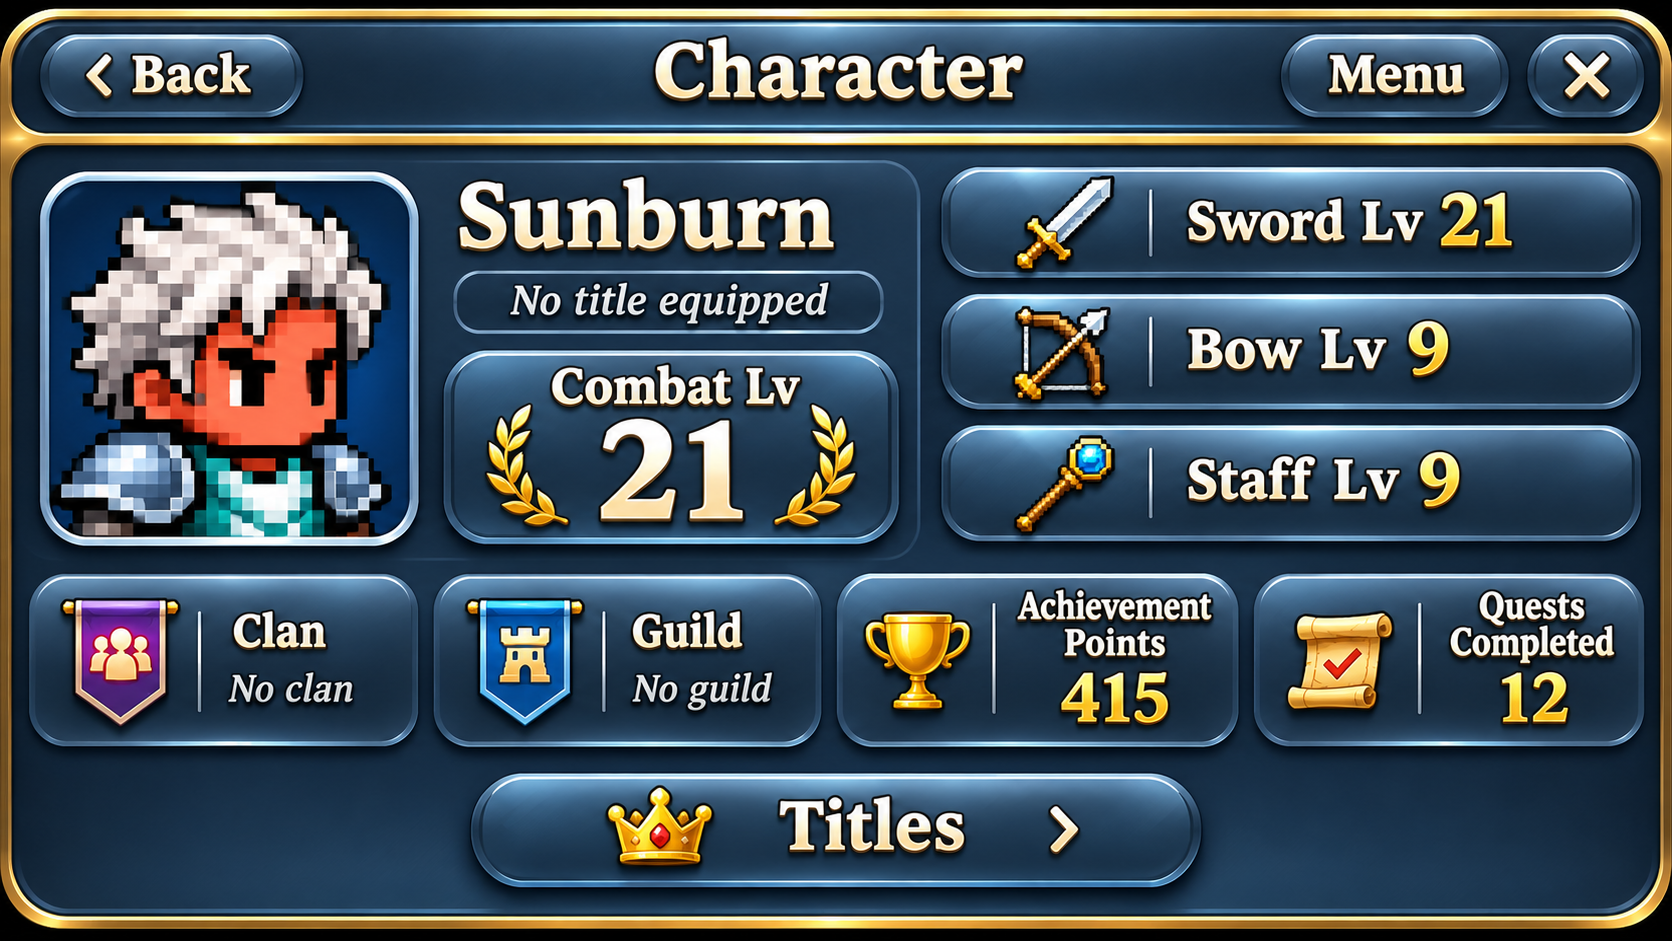 Back
Character
Menu
Sunburn
No title equipped
Combat Lv
21
Sword Lv 21
Bow Lv 9
Staff Lv 9
Clan
No clan
Guild
No guild
Achievement
Points
415
Quests
Completed
12
Titles